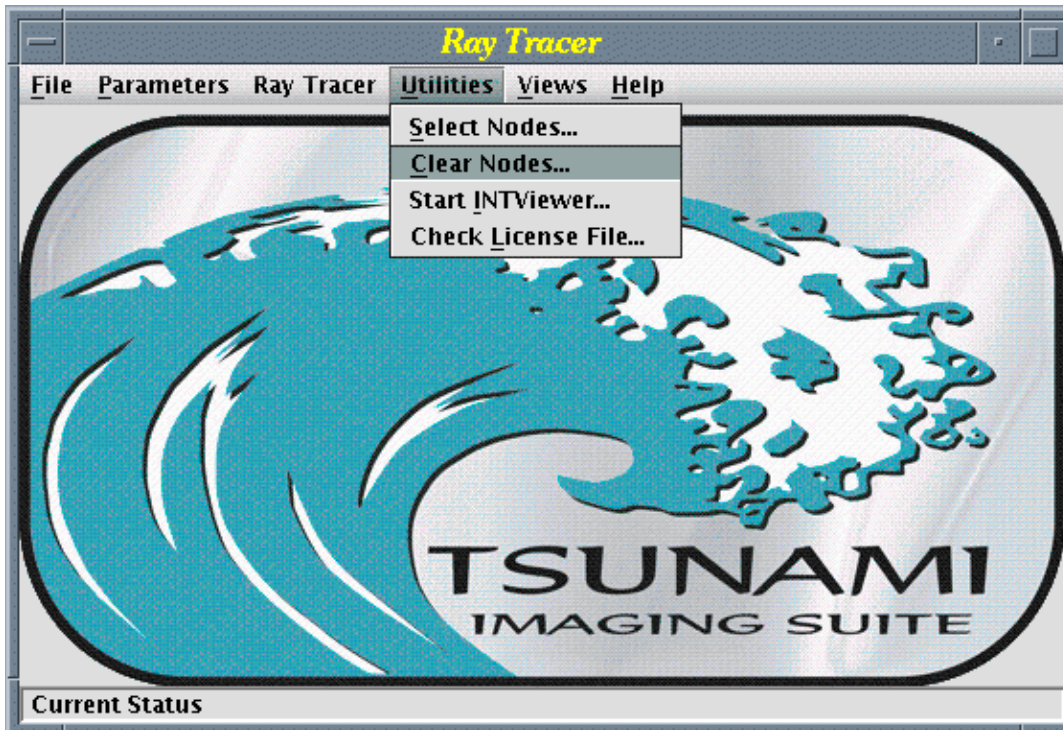 Ray Tracer
File Parameters Ray Tracer Utilities Views Help
Select Nodes...
Clear Nodes...
Start INTViewer...
Check License File...
TSUNAMI
IMAGING SUITE
Current Status